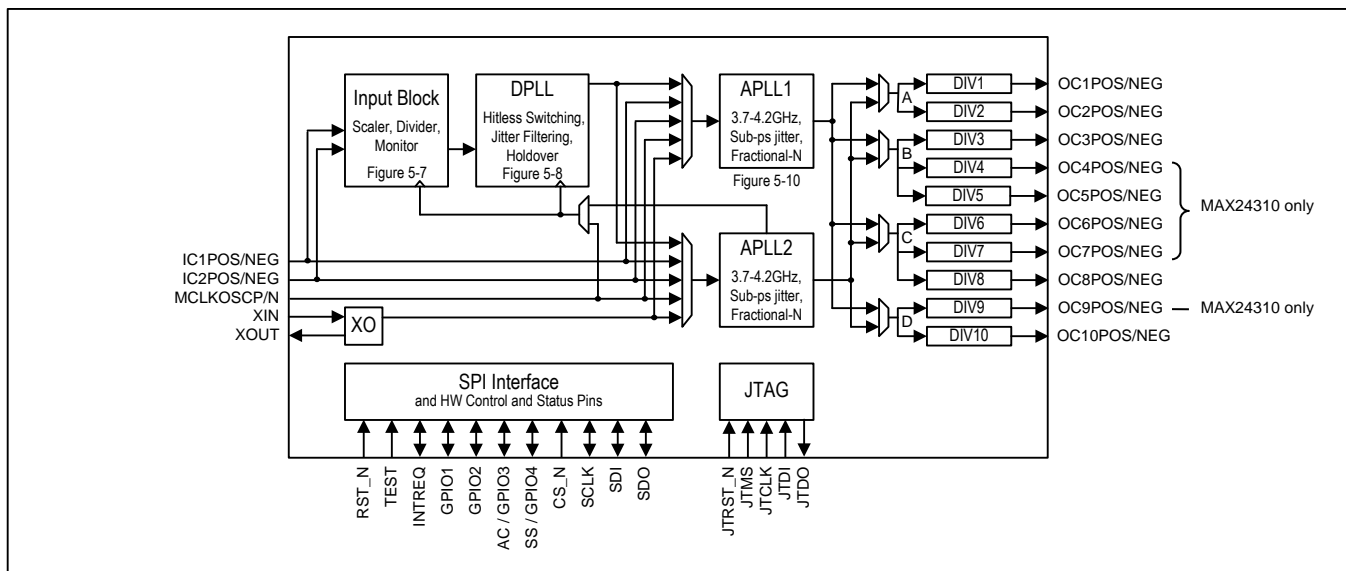 Input Block
Scaler, Divider,
Monitor
Figure 5-7
DPLL
Hitless Switching,
Jitter Filtering,
Holdover
Figure 5-8
APLL1
3.7-4.2GHz,
Sub-ps jitter,
Fractional-N
Figure 5-10
APLL2
3.7-4.2GHz,
Sub-ps jitter,
Fractional-N
A
B
C
D
DIV1
DIV2
DIV3
DIV4
DIV5
DIV6
DIV7
DIV8
DIV9
DIV10
OC1POS/NEG
OC2POS/NEG
OC3POS/NEG
OC4POS/NEG
OC5POS/NEG
OC6POS/NEG
OC7POS/NEG
OC8POS/NEG
OC9POS/NEG
OC10POS/NEG
MAX24310 only
MAX24310 only
IC1POS/NEG
IC2POS/NEG
MCLKOSCP/N
XIN
XOUT
XO
SPI Interface
and HW Control and Status Pins
JTAG
RST_N
TEST
INTREQ
GPIO1
GPIO2
AC / GPIO3
SS / GPIO4
CS_N
SCLK
SDI
SDO
JTRST_N
JTMS
JTCLK
JTDI
JTDO